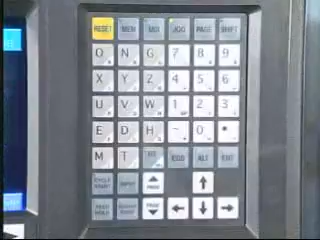 RESET MEM MDI JOG PAGE SHIFT
O N G 7 8 9
X Y Z 4 5 6
U V W 1 2 3
E D H - 0 •
M T EOB ALT ENT
CYCLE START INPUT PAGE ↑
FEED HOLD PAGE ← ↓ →